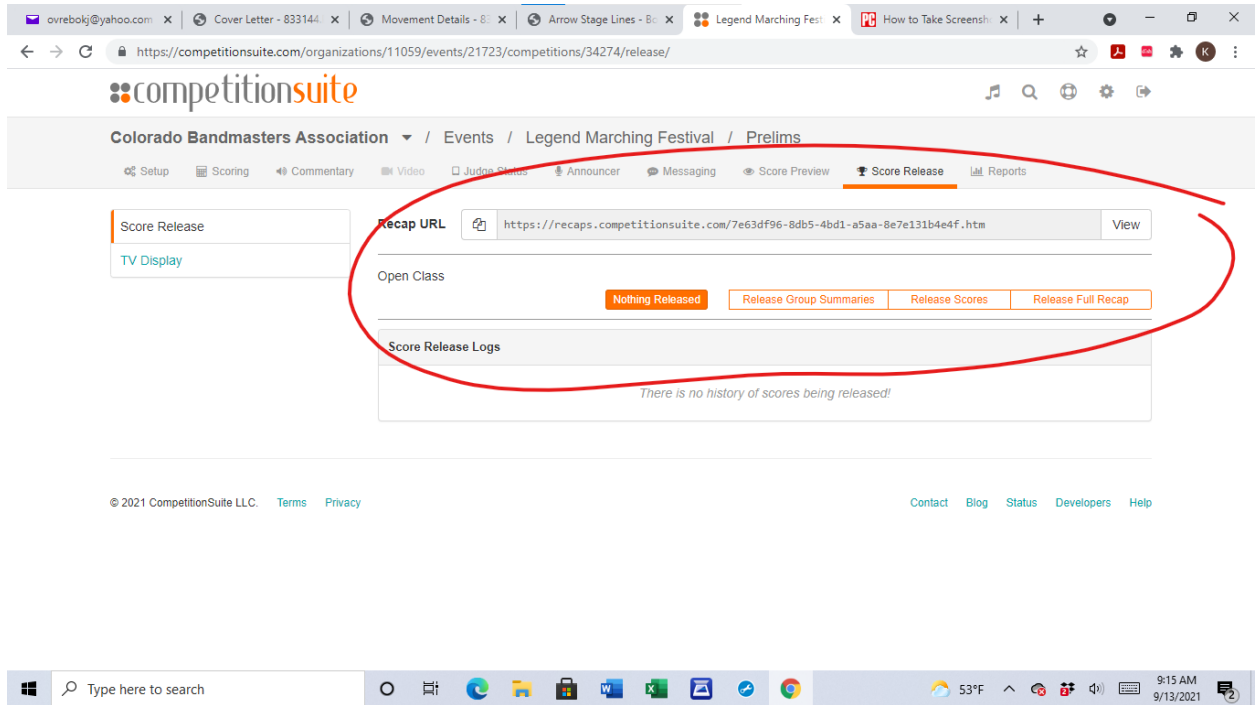 ovrebokj@yahoo.com
Cover Letter - 833144
Movement Details - 83
Arrow Stage Lines - Bo
Legend Marching Fest
How to Take Screensh
https://competitionsuite.com/organizations/11059/events/21723/competitions/34274/release/
K
competitionsuite
Colorado Bandmasters Association / Events / Legend Marching Festival / Prelims
Setup Scoring Commentary Video Judge Status Announcer Messaging Score Preview Score Release Reports
Score Release
TV Display
Recap URL https://recaps.competitionsuite.com/7e63df96-8db5-4bd1-a5aa-8e7e131b4e4f.htm View
Open Class
Nothing Released Release Group Summaries Release Scores Release Full Recap
Score Release Logs
There is no history of scores being released!
© 2021 CompetitionSuite LLC. Terms Privacy
Contact Blog Status Developers Help
Type here to search
53°F
9:15 AM
9/13/2021
2